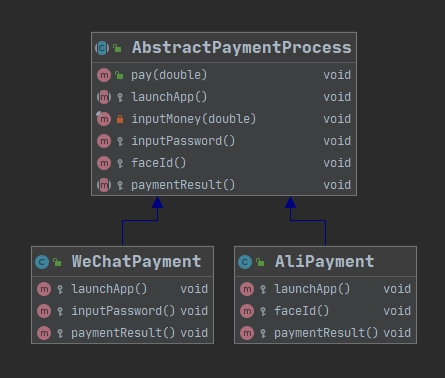 AbstractPaymentProcess
pay(double) void
launchApp() void
inputMoney(double) void
inputPassword() void
faceId() void
paymentResult() void
WeChatPayment
launchApp() void
inputPassword() void
paymentResult() void
AliPayment
launchApp() void
faceId() void
paymentResult() void